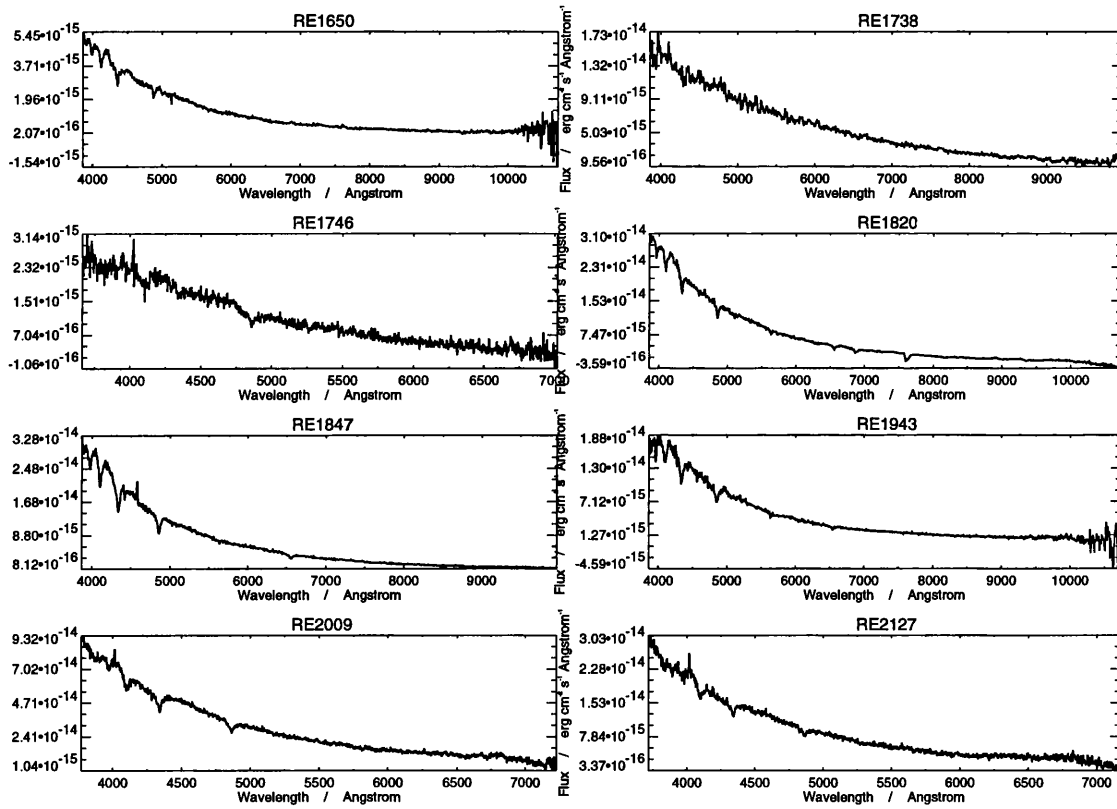 RE1650
5.45•10⁻¹⁵
3.71•10⁻¹⁵
1.96•10⁻¹⁵
2.07•10⁻¹⁶
-1.54•10⁻¹⁵
4000 5000 6000 7000 8000 9000 10000
Wavelength / Angstrom
RE1738
Flux / erg cm⁻² s⁻¹ Angstrom⁻¹
1.73•10⁻¹⁴
1.32•10⁻¹⁴
9.11•10⁻¹⁵
5.03•10⁻¹⁵
9.56•10⁻¹⁶
4000 5000 6000 7000 8000 9000
Wavelength / Angstrom
RE1746
3.14•10⁻¹⁵
2.32•10⁻¹⁵
1.51•10⁻¹⁵
7.04•10⁻¹⁶
-1.06•10⁻¹⁶
4000 4500 5000 5500 6000 6500 700
Wavelength / Angstrom
RE1820
Flux / erg cm⁻² s⁻¹ Angstrom⁻¹
3.10•10⁻¹⁴
2.31•10⁻¹⁴
1.53•10⁻¹⁴
7.47•10⁻¹⁵
-3.59•10⁻¹⁶
4000 5000 6000 7000 8000 9000 10000
Wavelength / Angstrom
RE1847
3.28•10⁻¹⁴
2.48•10⁻¹⁴
1.68•10⁻¹⁴
8.80•10⁻¹⁵
8.12•10⁻¹⁶
4000 5000 6000 7000 8000 9000
Wavelength / Angstrom
RE1943
Flux / erg cm⁻² s⁻¹ Angstrom⁻¹
1.88•10⁻¹⁴
1.30•10⁻¹⁴
7.12•10⁻¹⁵
1.27•10⁻¹⁵
-4.59•10⁻¹⁵
4000 5000 6000 7000 8000 9000 10000
Wavelength / Angstrom
RE2009
9.32•10⁻¹⁴
7.02•10⁻¹⁴
4.71•10⁻¹⁴
2.41•10⁻¹⁴
1.04•10⁻¹⁵
4000 4500 5000 5500 6000 6500 7000
Wavelength / Angstrom
RE2127
Flux / erg cm⁻² s⁻¹ Angstrom⁻¹
3.03•10⁻¹⁴
2.28•10⁻¹⁴
1.53•10⁻¹⁴
7.84•10⁻¹⁵
3.37•10⁻¹⁶
4000 4500 5000 5500 6000 6500 7000
Wavelength / Angstrom